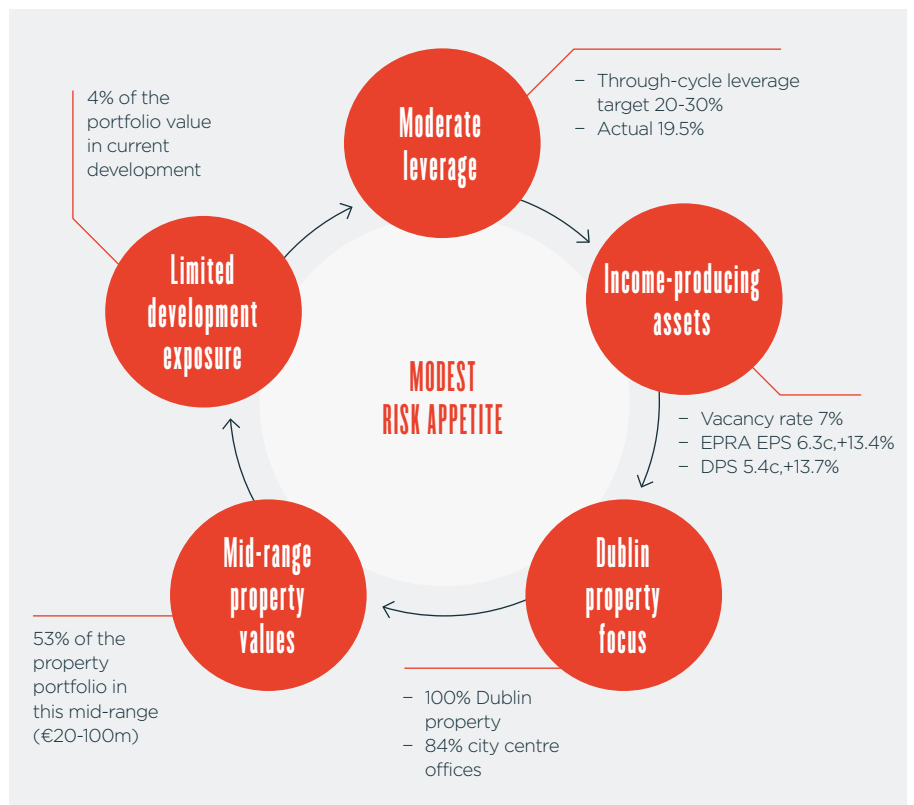 Moderate
leverage
– Through-cycle leverage
target 20-30%
– Actual 19.5%
Income-producing
assets
– Vacancy rate 7%
– EPRA EPS 6.3c,+13.4%
– DPS 5.4c,+13.7%
Dublin
property
focus
– 100% Dublin
property
– 84% city centre
offices
Mid-range
property
values
53% of the
property
portfolio in
this mid-range
(€20-100m)
Limited
development
exposure
4% of the
portfolio value
in current
development
MODEST
RISK APPETITE